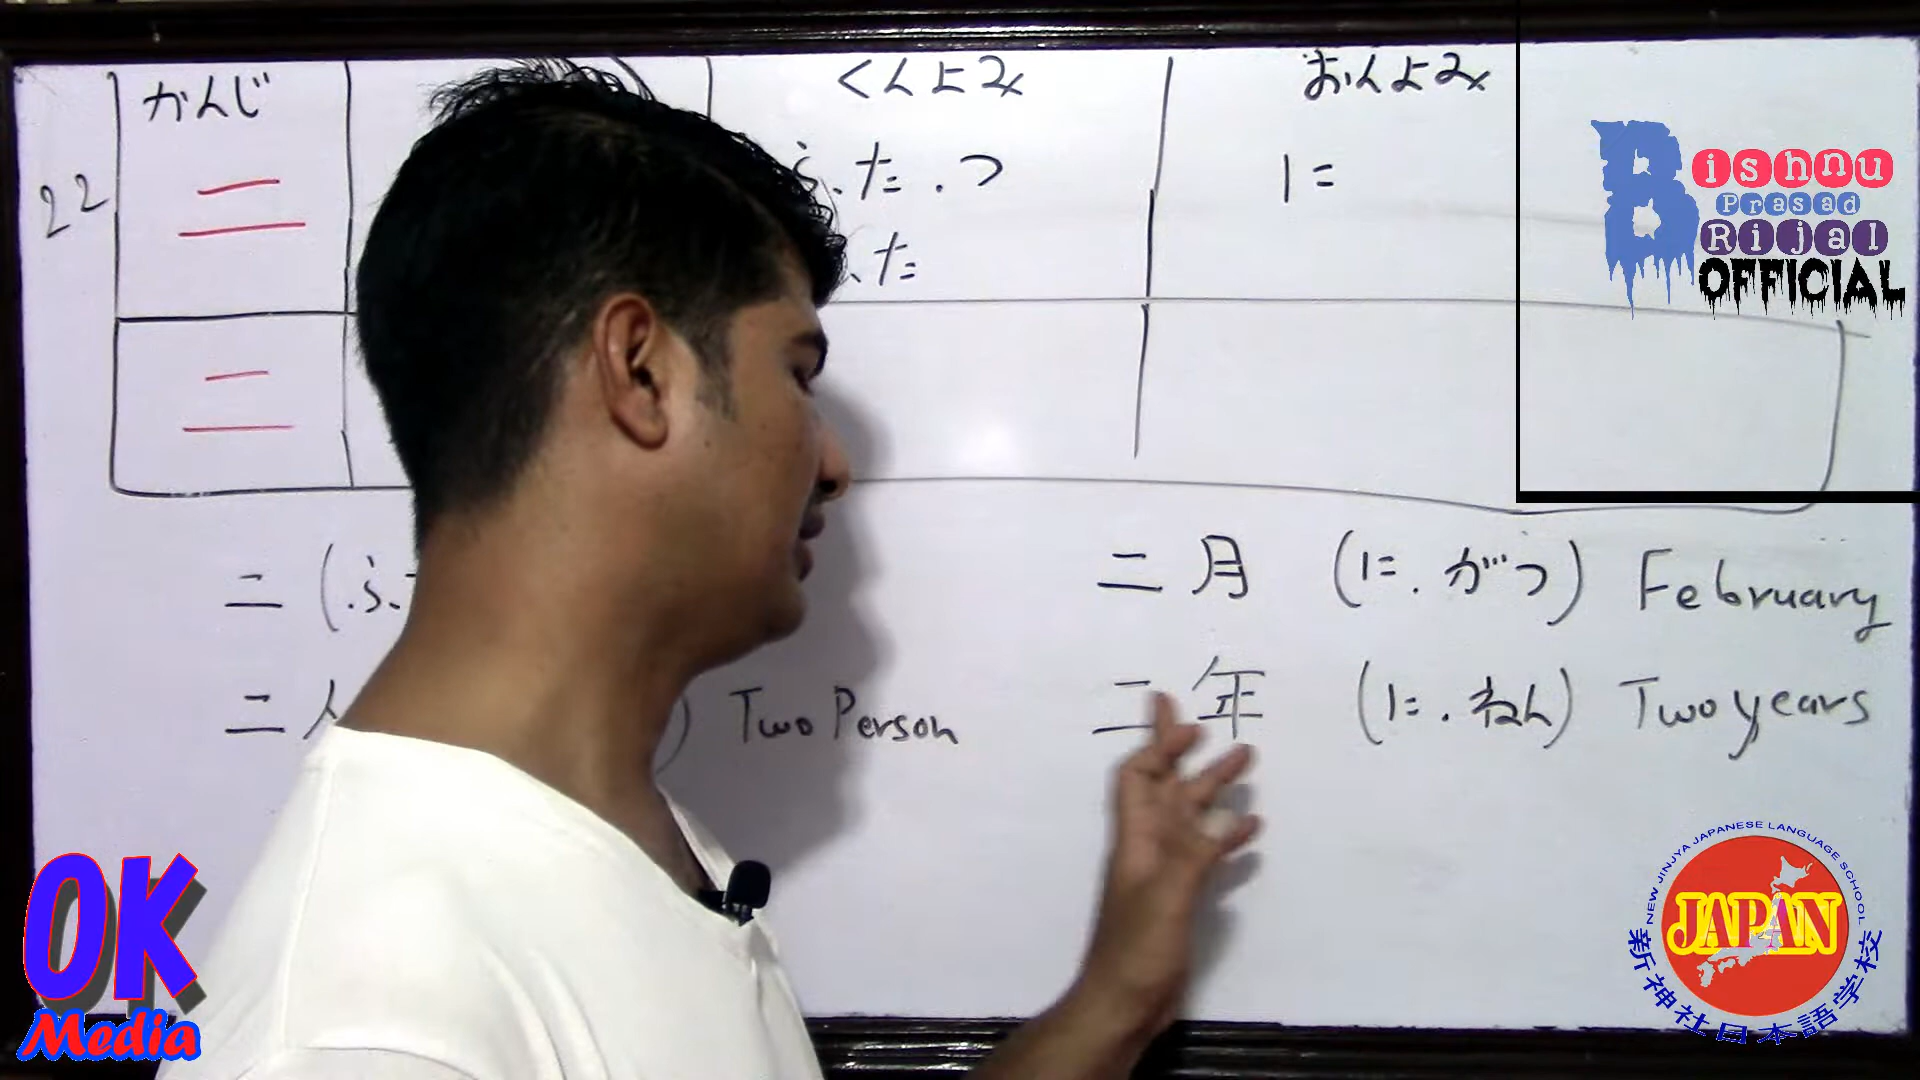 かんじ くんよみ おんよみ
22 二 ふ.た.つ に
.た
二
二 (.ふ. 二月 (に.がつ) February
二人 ) Two Person 二年 (に.ねん) Two years
Bishnu
Prasad
Rijal
OFFICIAL
OK
Media
NEW JINJYA JAPANESE LANGUAGE SCHOOL
JAPAN
新神社日本語学校